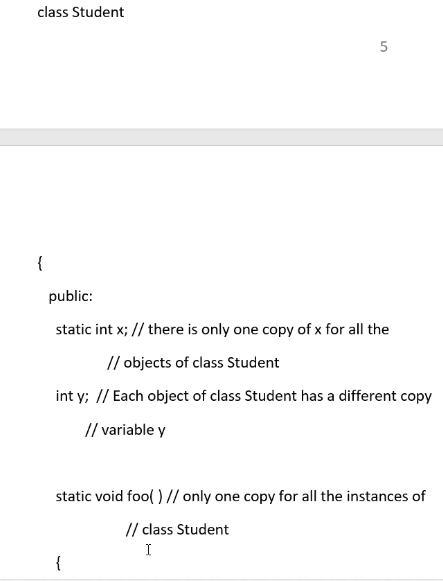 class Student
5
{
public:
static int x; // there is only one copy of x for all the
// objects of class Student
int y;  // Each object of class Student has a different copy
// variable y
static void foo( ) // only one copy for all the instances of
// class Student
{